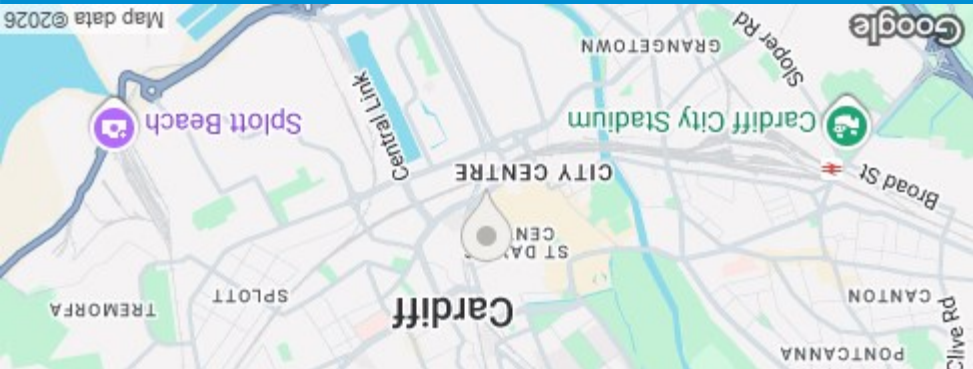 PONTCANNA
Clive Rd
CANTON
Cardiff
SPLOTT
TREMORFA
ST DA
CEN
Broad St
CITY CENTRE
Cardiff City Stadium
Central Link
Splott Beach
Sloper Rd
GRANGETOWN
Google
Map data ©2026